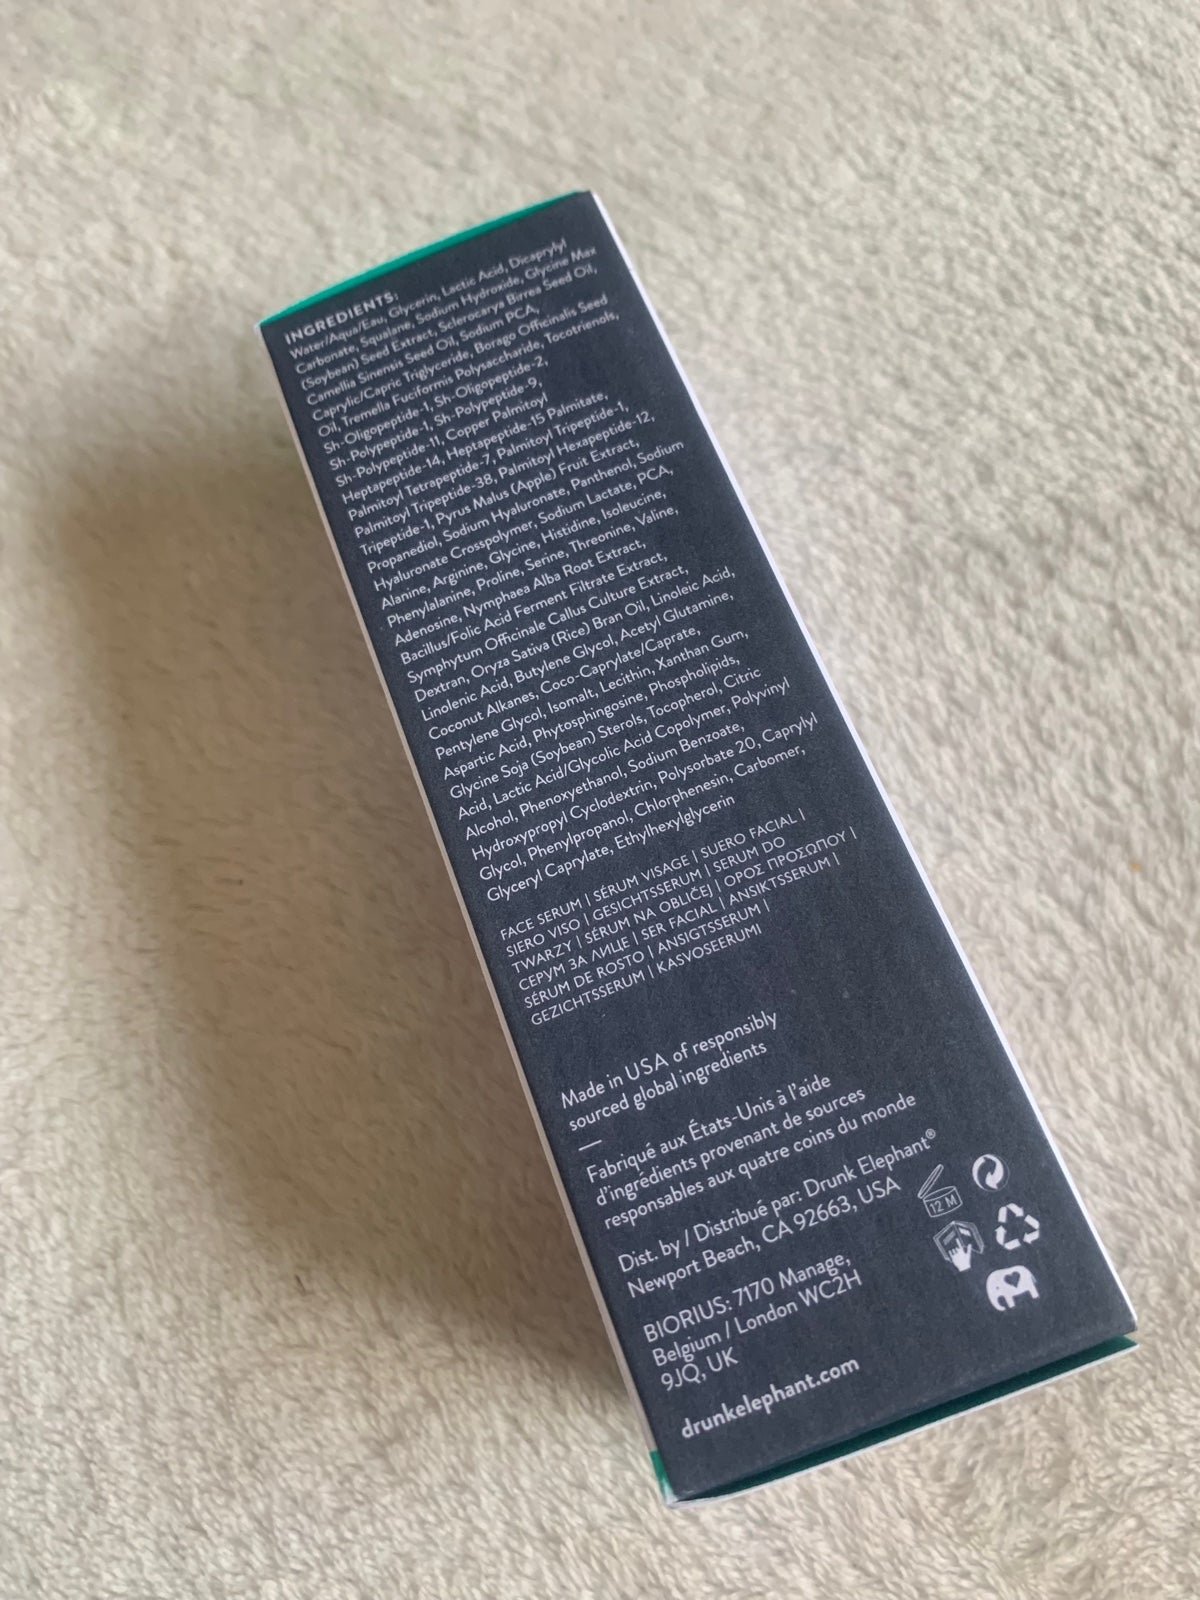 INGREDIENTS:
Water/Aqua/Eau, Glycerin, Lactic Acid, Dicaprylyl
Carbonate, Squalane, Sodium Hydroxide, Glycine Max
(Soybean) Seed Extract, Sclerocarya Birrea Seed Oil,
Camellia Sinensis Seed Oil, Sodium PCA,
Caprylic/Capric Triglyceride, Borago Officinalis Seed
Oil, Tremella Fuciformis Polysaccharide, Tocotrienols,
Sh-Oligopeptide-1, Sh-Oligopeptide-2,
Sh-Polypeptide-1, Sh-Polypeptide-9,
Sh-Polypeptide-11, Copper Palmitoyl
Heptapeptide-14, Heptapeptide-15 Palmitate,
Palmitoyl Tetrapeptide-7, Palmitoyl Tripeptide-1,
Palmitoyl Tripeptide-38, Palmitoyl Hexapeptide-12,
Tripeptide-1, Pyrus Malus (Apple) Fruit Extract,
Propanediol, Sodium Hyaluronate, Panthenol, Sodium
Hyaluronate Crosspolymer, Sodium Lactate, PCA,
Alanine, Arginine, Glycine, Histidine, Isoleucine,
Phenylalanine, Proline, Serine, Threonine, Valine,
Adenosine, Nymphaea Alba Root Extract,
Bacillus/Folic Acid Ferment Filtrate Extract,
Symphytum Officinale Callus Culture Extract,
Dextran, Oryza Sativa (Rice) Bran Oil, Linoleic Acid,
Linolenic Acid, Butylene Glycol, Acetyl Glutamine,
Coconut Alkanes, Coco-Caprylate/Caprate,
Pentylene Glycol, Isomalt, Lecithin, Xanthan Gum,
Aspartic Acid, Phytosphingosine, Phospholipids,
Glycine Soja (Soybean) Sterols, Tocopherol, Citric
Acid, Lactic Acid/Glycolic Acid Copolymer, Polyvinyl
Alcohol, Phenoxyethanol, Sodium Benzoate,
Hydroxypropyl Cyclodextrin, Polysorbate 20, Caprylyl
Glycol, Phenylpropanol, Chlorphenesin, Carbomer,
Glyceryl Caprylate, Ethylhexylglycerin
FACE SERUM | SÉRUM VISAGE | SUERO FACIAL |
SIERO VISO | GESICHTSSERUM | SERUM DO
TWARZY | SÉRUM NA OBLIČEJ | ΟΡΟΣ ΠΡΟΣΩΠΟΥ |
СЕРУМ ЗА ЛИЦЕ | SER FACIAL | ANSIKTSSERUM |
SÉRUM DE ROSTO | ANSIGTSSERUM |
GEZICHTSSERUM | KASVOSEERUMI
Made in USA of responsibly
sourced global ingredients
—
Fabriqué aux États-Unis à l'aide
d'ingrédients provenant de sources
responsables aux quatre coins du monde
Dist. by / Distribué par: Drunk Elephant®
Newport Beach, CA 92663, USA
12 M
BIORIUS: 7170 Manage,
Belgium / London WC2H
9JQ, UK
drunkelephant.com